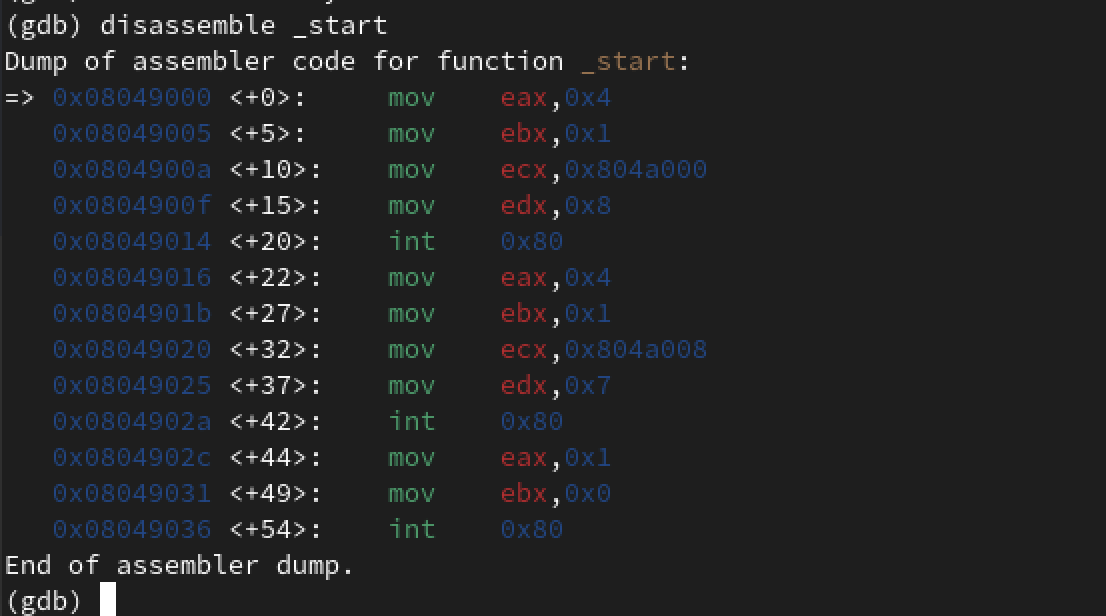 (gdb) disassemble _start
Dump of assembler code for function _start:
=> 0x08049000 <+0>:    mov    eax,0x4
   0x08049005 <+5>:    mov    ebx,0x1
   0x0804900a <+10>:   mov    ecx,0x804a000
   0x0804900f <+15>:   mov    edx,0x8
   0x08049014 <+20>:   int    0x80
   0x08049016 <+22>:   mov    eax,0x4
   0x0804901b <+27>:   mov    ebx,0x1
   0x08049020 <+32>:   mov    ecx,0x804a008
   0x08049025 <+37>:   mov    edx,0x7
   0x0804902a <+42>:   int    0x80
   0x0804902c <+44>:   mov    eax,0x1
   0x08049031 <+49>:   mov    ebx,0x0
   0x08049036 <+54>:   int    0x80
End of assembler dump.
(gdb)